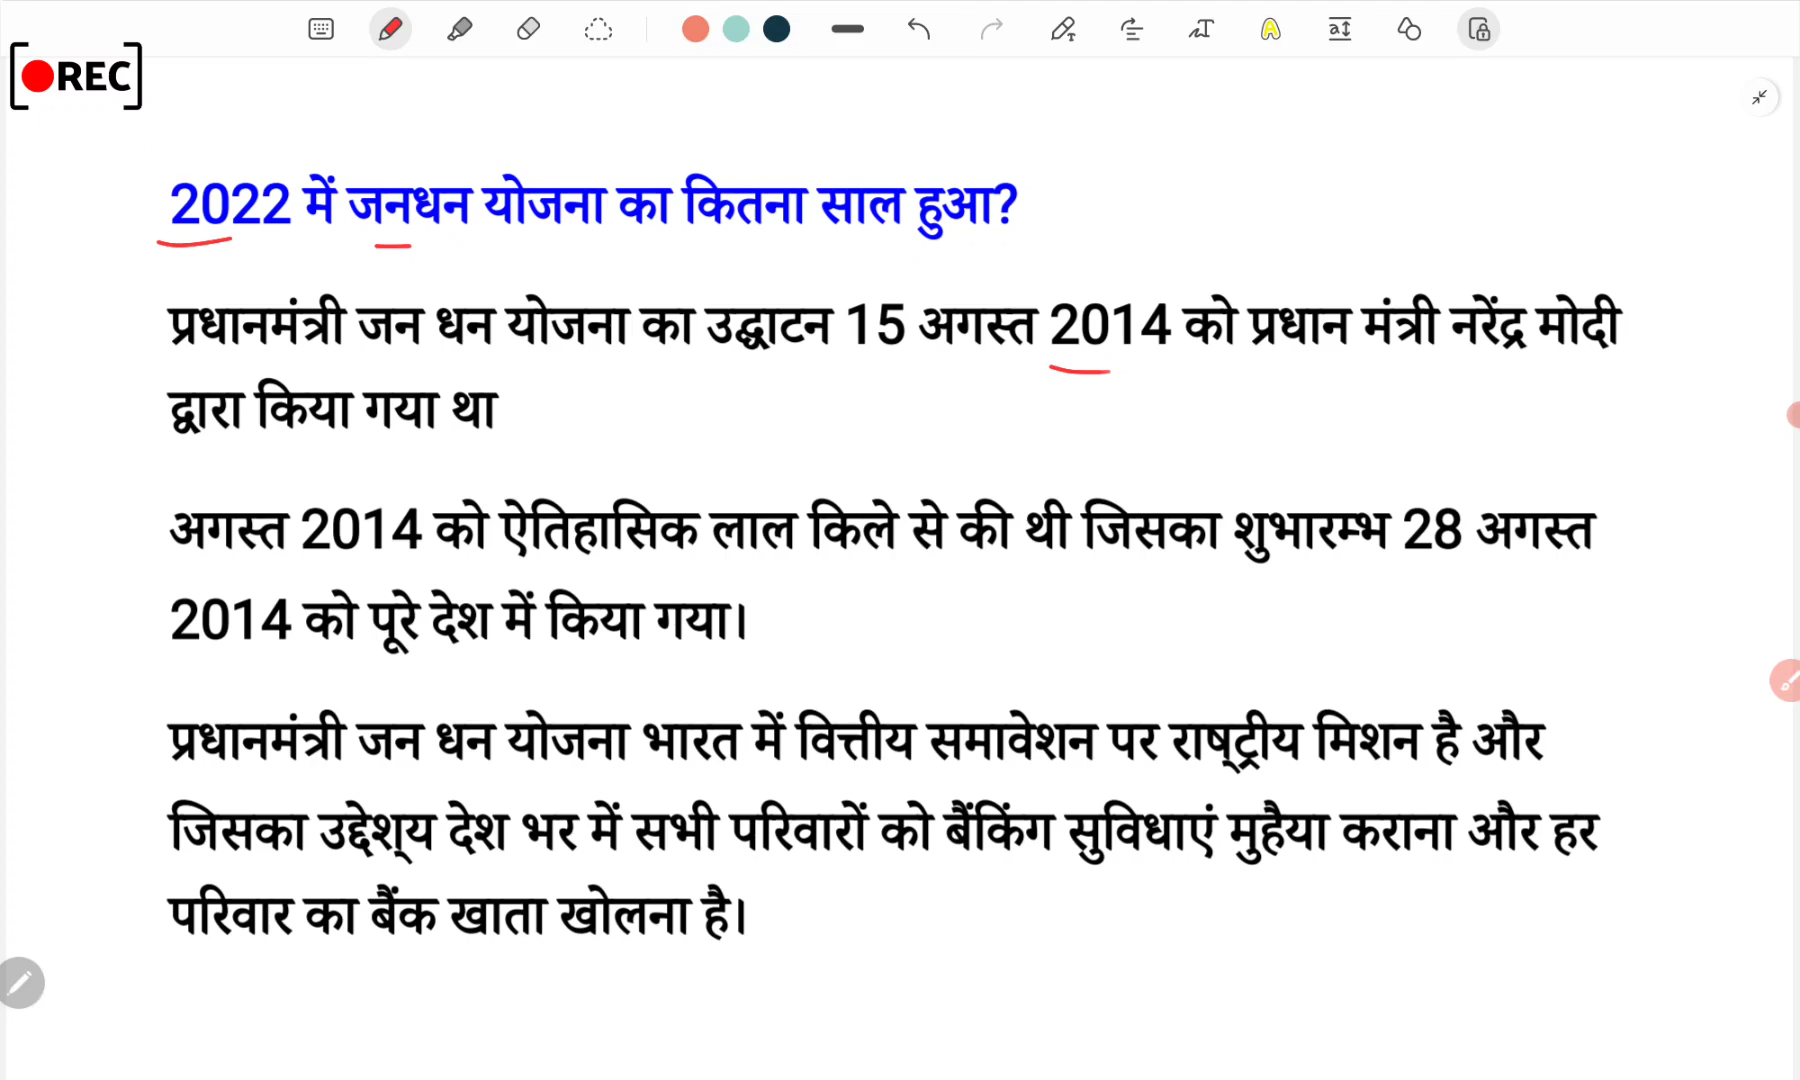 REC
2022 में जनधन योजना का कितना साल हुआ?
प्रधानमंत्री जन धन योजना का उद्घाटन 15 अगस्त 2014 को प्रधान मंत्री नरेंद्र मोदी
द्वारा किया गया था
अगस्त 2014 को ऐतिहासिक लाल किले से की थी जिसका शुभारम्भ 28 अगस्त
2014 को पूरे देश में किया गया।
प्रधानमंत्री जन धन योजना भारत में वित्तीय समावेशन पर राष्ट्रीय मिशन है और
जिसका उद्देश्य देश भर में सभी परिवारों को बैंकिंग सुविधाएं मुहैया कराना और हर
परिवार का बैंक खाता खोलना है।